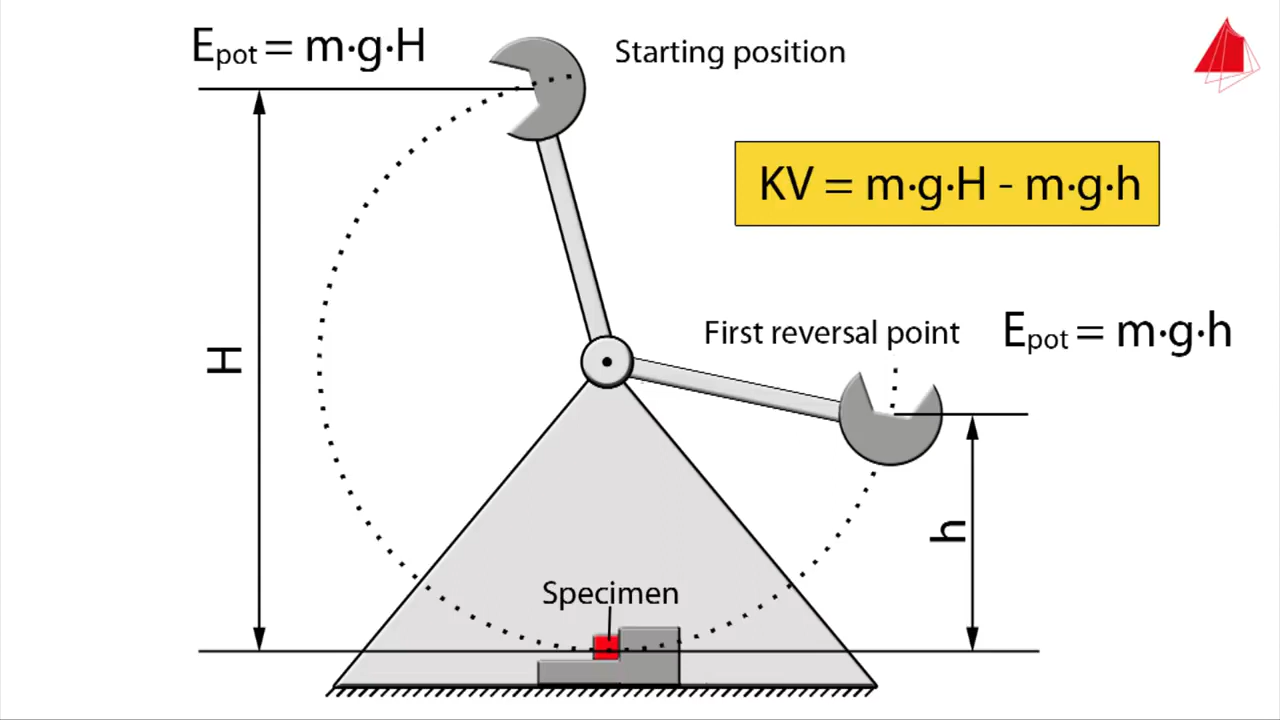 Epot = m·g·H
Starting position
KV = m·g·H - m·g·h
First reversal point
Epot = m·g·h
H
h
Specimen